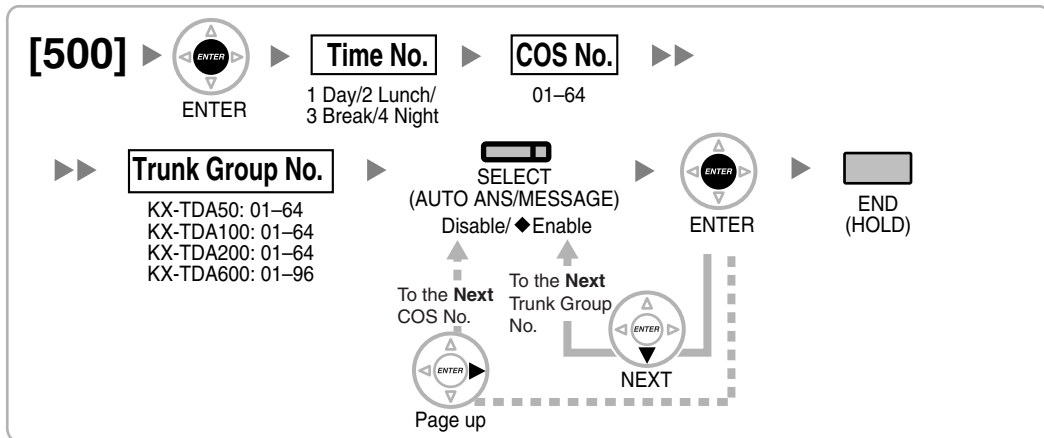 [500]
ENTER
ENTER
Time No.
1 Day/2 Lunch/
3 Break/4 Night
COS No.
01–64
Trunk Group No.
KX-TDA50: 01–64
KX-TDA100: 01–64
KX-TDA200: 01–64
KX-TDA600: 01–96
SELECT
(AUTO ANS/MESSAGE)
Disable/ ◆Enable
ENTER
ENTER
END
(HOLD)
To the Next
COS No.
ENTER
Page up
To the Next
Trunk Group
No.
ENTER
NEXT